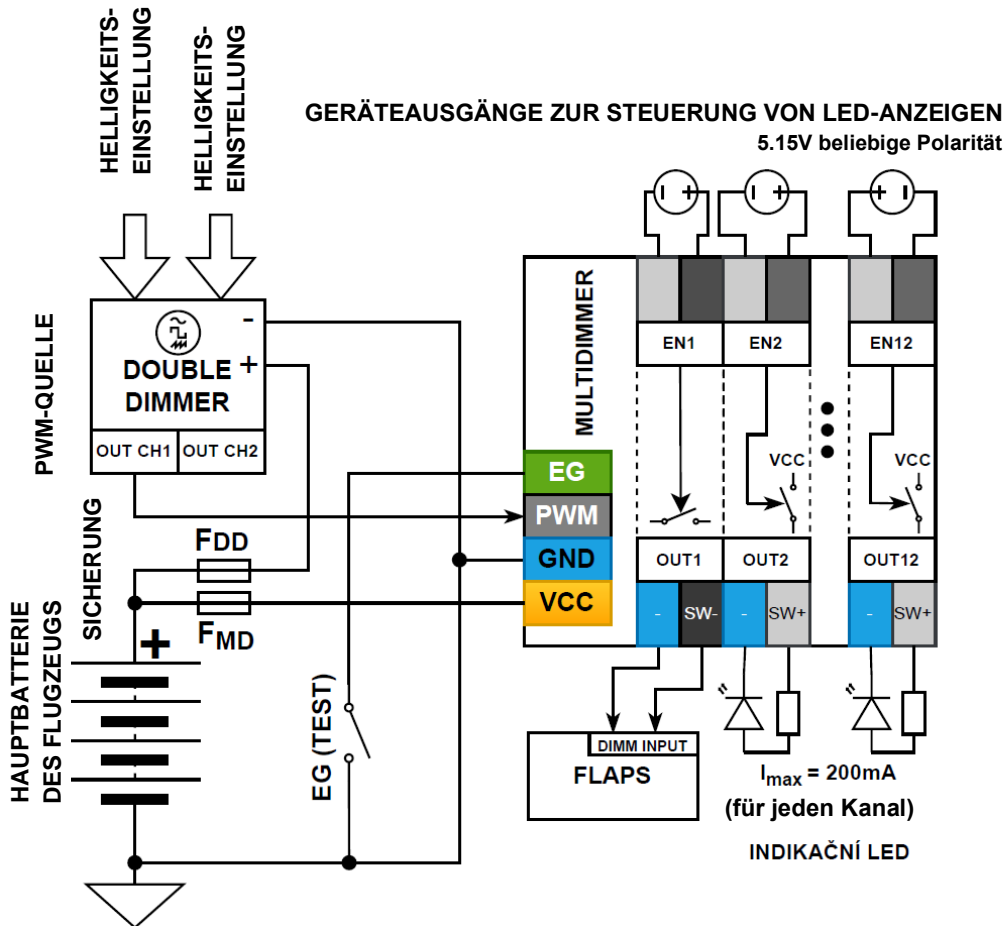 HELLIGKEITS-
EINSTELLUNG
HELLIGKEITS-
EINSTELLUNG
GERÄTEAUSGÄNGE ZUR STEUERUNG VON LED-ANZEIGEN
5.15V beliebige Polarität
PWM-QUELLE
-
+
DOUBLE
DIMMER
OUT CH1
OUT CH2
MULTIDIMMER
EN1
EN2
EN12
VCC
VCC
EG
PWM
GND
VCC
OUT1
OUT2
OUT12
-
SW-
-
SW+
-
SW+
SICHERUNG
FDD
FMD
+
HAUPTBATTERIE
DES FLUGZEUGS
EG (TEST)
DIMM INPUT
FLAPS
Imax = 200mA
(für jeden Kanal)
INDIKAČNÍ LED